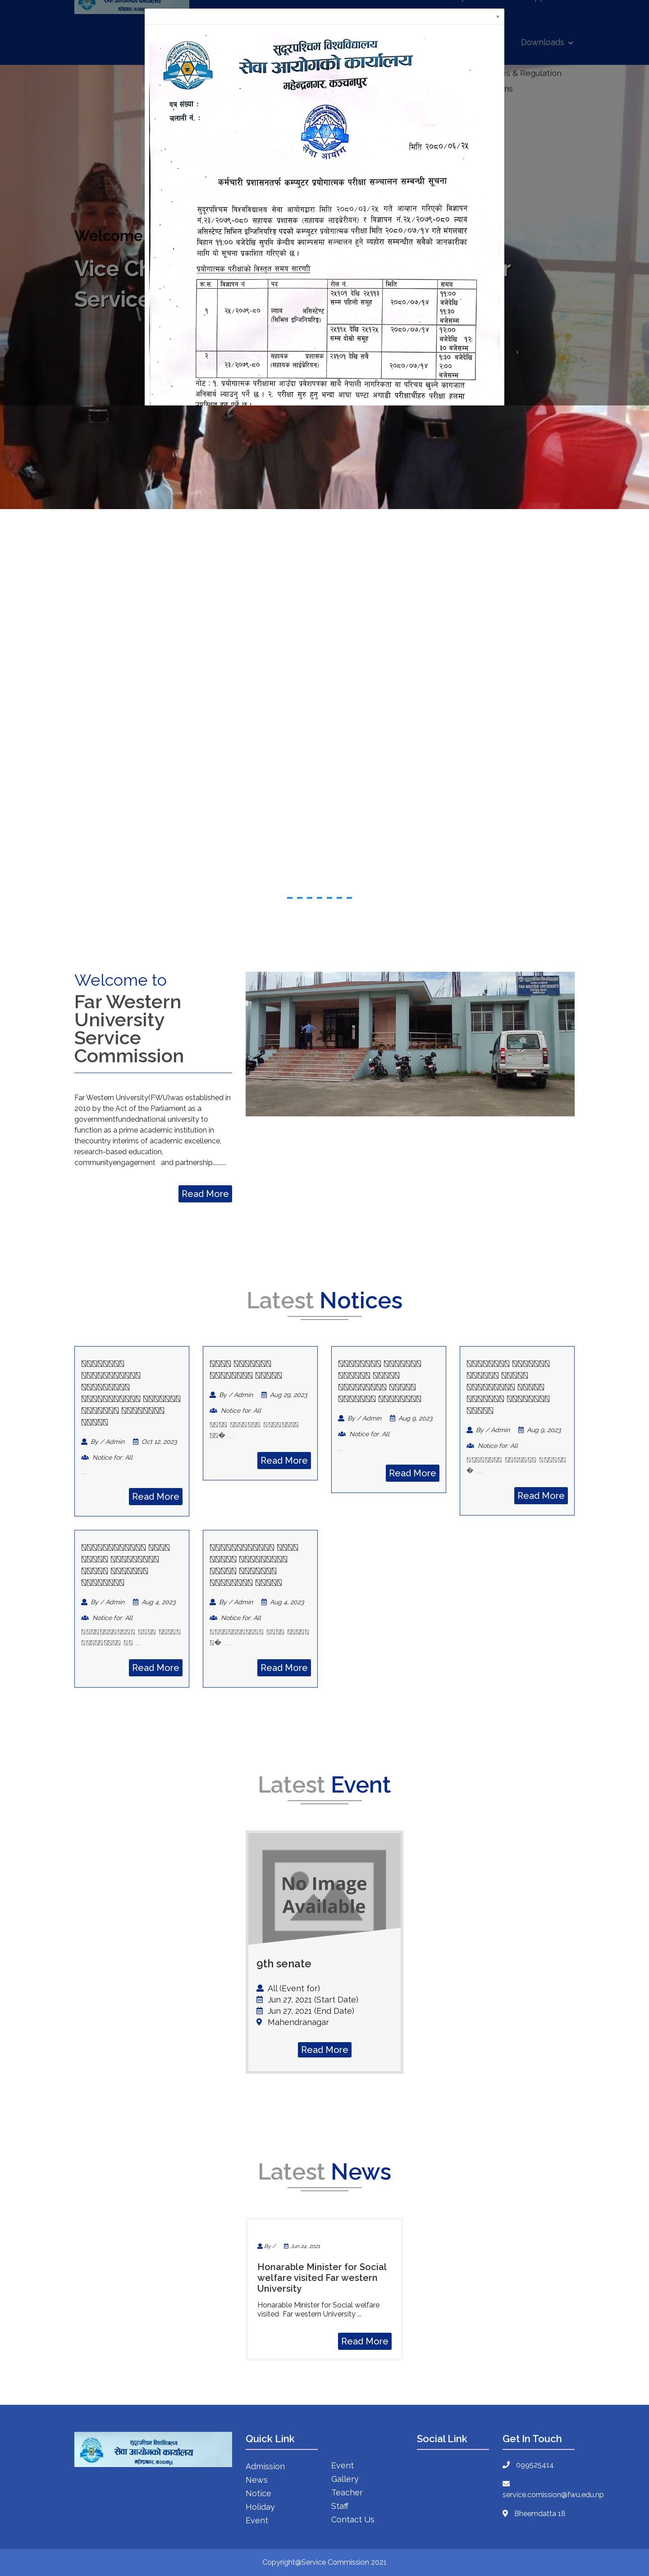 Downloads
×
सुदूरपश्चिम विश्वविद्यालय
सेवा आयोगको कार्यालय
महेन्द्रनगर, कञ्चनपुर
पत्र संख्या :
चलानी नं. :
सेवा आयोग
मिति २०८०/०६/२५
कर्मचारी प्रशासनतर्फ कम्प्युटर प्रयोगात्मक परीक्षा सञ्चालन सम्बन्धी सूचना
सुदूरपश्चिम विश्वविद्यालय सेवा आयोगद्वारा मिति २०८०/०३/२५ गते आव्हान गरिएको विज्ञापन
नं.२३/२०७९-०८० सहायक प्रशासक (सहायक लाइब्रेरीयन) र विज्ञापन नं.२५/२०७९-०८० ल्याव
असिस्टेण्ट सिभिल इन्जिनियरिङ्ग पदको कम्प्युटर प्रयोगात्मक परीक्षा मिति २०८०/०७/१४ गते मंगलबार
बिहान ११:०० बजेदेखि सुपवि केन्द्रीय क्याम्पसमा सञ्चालन हुने व्यहोरा सम्बन्धीत सबैको जानकारीका
लागि यो सूचना प्रकाशित गरिएको छ।
प्रयोगात्मक परीक्षाको विस्तृत समय सारणी
क्र.स. विज्ञापन नं पद रोल नं. मिति समय
१ २५/२०७९-८० ल्याव असिस्टेण्ट (सिभिल इन्जिनियरिङ्ग) २५१०१ देखि २५११३ सम्म पहिलो समूह २०८०/०७/१४ ११:०० बजेदेखि ११:३० बजेसम्म
२५११५ देखि २५१२५ सम्म दोस्रो समूह २०८०/०७/१४ १२:०० बजेदेखि १२:३० बजेसम्म
२ २३/२०७९-८० सहायक प्रशासक (सहायक लाईब्रेरीयन) २३१०१ देखि सबै २०८०/०७/१४ १:३० बजेदेखि २:०० बजेसम्म
नोट : १. प्रयोगात्मक परीक्षामा आउँदा प्रवेशपत्रका साथै नेपाली नागरिकता वा परिचय खुल्ने कागजात
अनिवार्य ल्याउनु पर्ने छ । २. परीक्षा सुरु हुनु भन्दा आधा घण्टा अगाडी परीक्षार्थीहरु परीक्षा हलमा
& Regulation
Welcome
Vice
Service
Welcome to
Far Western
University
Service
Commission
Far Western University(FWU)was established in
2010 by the Act of the Parliament as a
governmentfundednational university to
function as a prime academic institution in
thecountry interims of academic excellence,
research-based education,
communityengagement and partnership..........
Read More
FAR WESTERN UNIVERSITY
Latest Notices
By / Admin Oct 12, 2023
Notice for: All
...
Read More
By / Admin Aug 29, 2023
Notice for: All
...
Read More
By / Admin Aug 9, 2023
Notice for: All
...
Read More
By / Admin Aug 9, 2023
Notice for: All
...
Read More
By / Admin Aug 4, 2023
Notice for: All
...
Read More
By / Admin Aug 4, 2023
Notice for: All
...
Read More
Latest Event
No Image
Available
9th senate
All (Event for)
Jun 27, 2021 (Start Date)
Jun 27, 2021 (End Date)
Mahendranagar
Read More
Latest News
By / Jun 24, 2021
Honarable Minister for Social
welfare visited Far western
University
Honarable Minister for Social welfare
visited Far western University ...
Read More
सुदूरपश्चिम विश्वविद्यालय
सेवा आयोगको कार्यालय
महेन्द्रनगर, कञ्चनपुर
Quick Link
Admission
News
Notice
Holiday
Event
Event
Gallery
Teacher
Staff
Contact Us
Social Link
Get In Touch
099525414
service.comission@fwu.edu.np
Bheemdatta 18
Copyright@Service Commission 2021